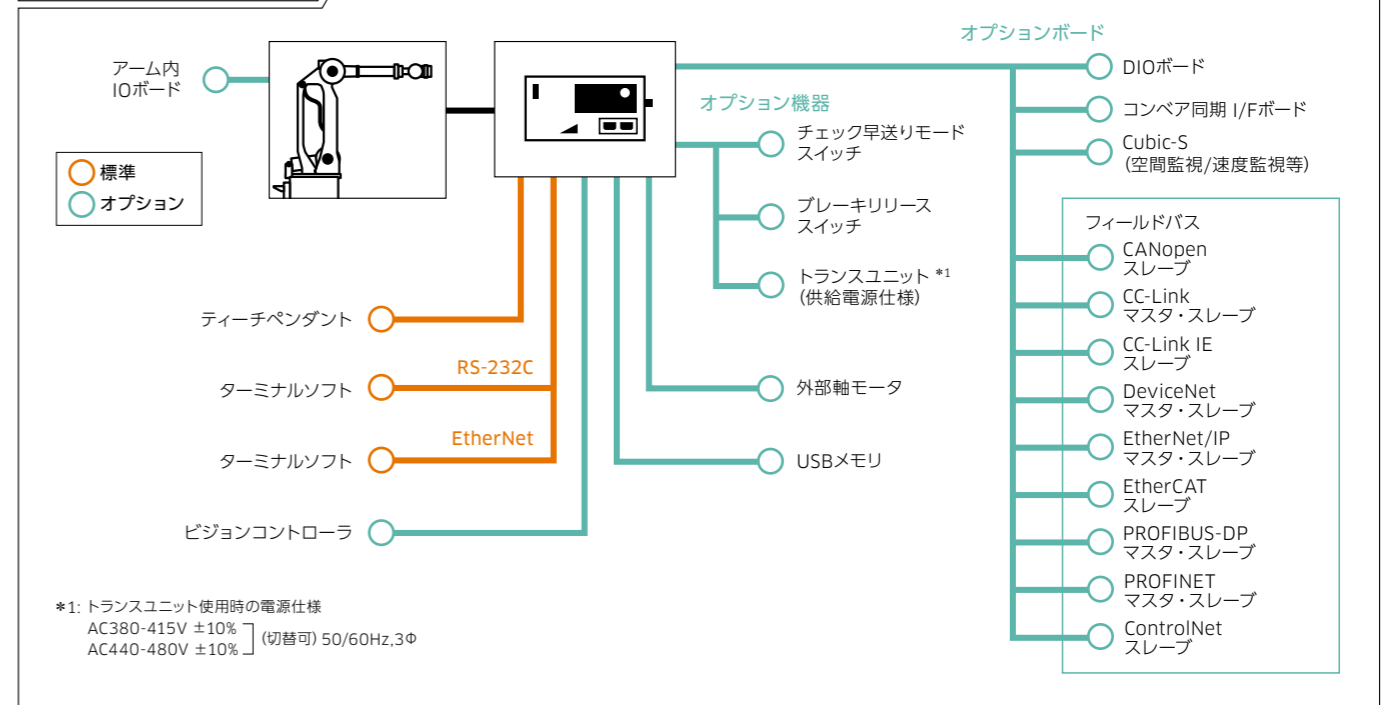 アーム内
IOボード
標準
オプション
オプション機器
チェック早送りモード
スイッチ
ブレーキリリース
スイッチ
トランスユニット *1
(供給電源仕様)
ティーチペンダント
RS-232C
ターミナルソフト
EtherNet
ターミナルソフト
ビジョンコントローラ
外部軸モータ
USBメモリ
オプションボード
DIOボード
コンベア同期 I/Fボード
Cubic-S
(空間監視/速度監視等)
フィールドバス
CANopen
スレーブ
CC-Link
マスタ・スレーブ
CC-Link IE
スレーブ
DeviceNet
マスタ・スレーブ
EtherNet/IP
マスタ・スレーブ
EtherCAT
スレーブ
PROFIBUS-DP
マスタ・スレーブ
PROFINET
マスタ・スレーブ
ControlNet
スレーブ
*1: トランスユニット使用時の電源仕様
AC380-415V ±10%
AC440-480V ±10%
(切替可) 50/60Hz,3Φ